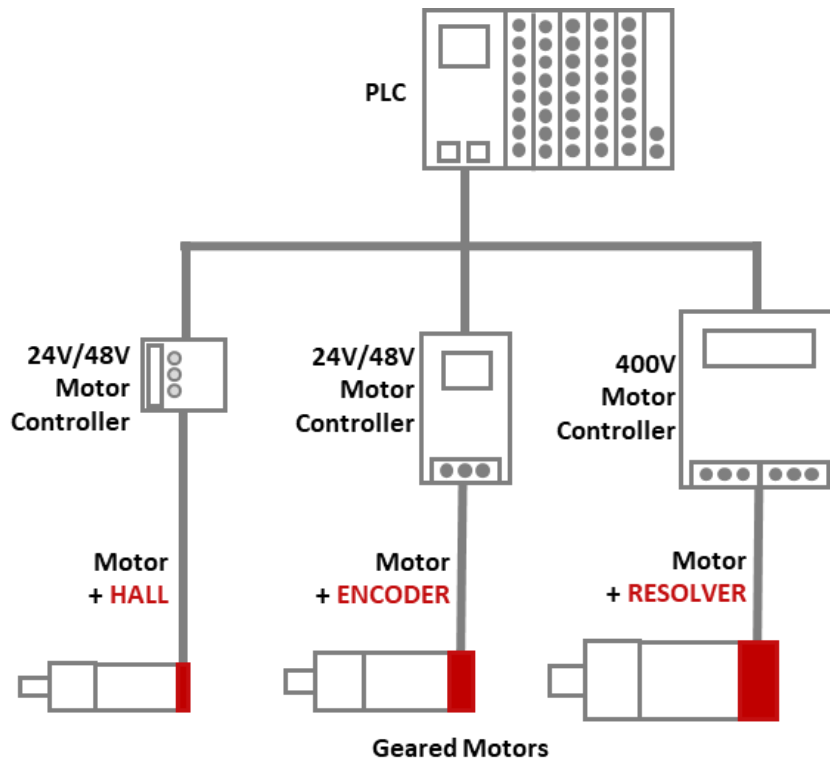 PLC
24V/48V
Motor
Controller
24V/48V
Motor
Controller
400V
Motor
Controller
Motor
+ HALL
Motor
+ ENCODER
Motor
+ RESOLVER
Geared Motors